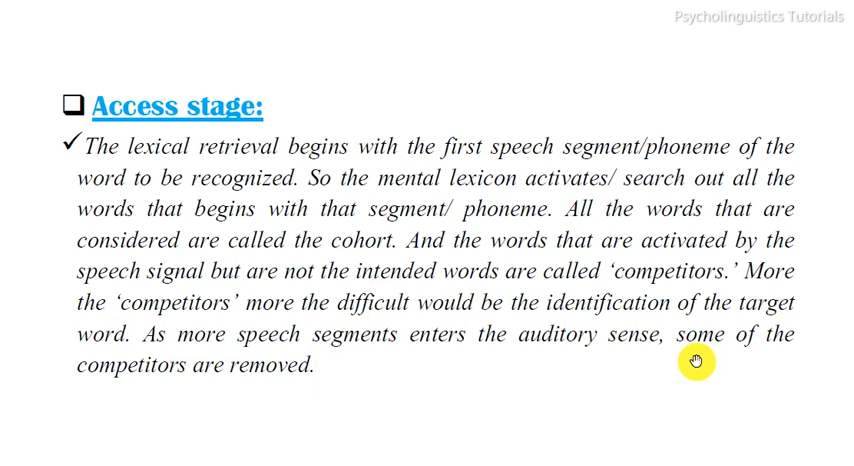 Psycholinguistics Tutorials
Access stage:
The lexical retrieval begins with the first speech segment/phoneme of the
word to be recognized. So the mental lexicon activates/ search out all the
words that begins with that segment/ phoneme. All the words that are
considered are called the cohort. And the words that are activated by the
speech signal but are not the intended words are called ‘competitors.’ More
the ‘competitors’ more the difficult would be the identification of the target
word. As more speech segments enters the auditory sense, some of the
competitors are removed.